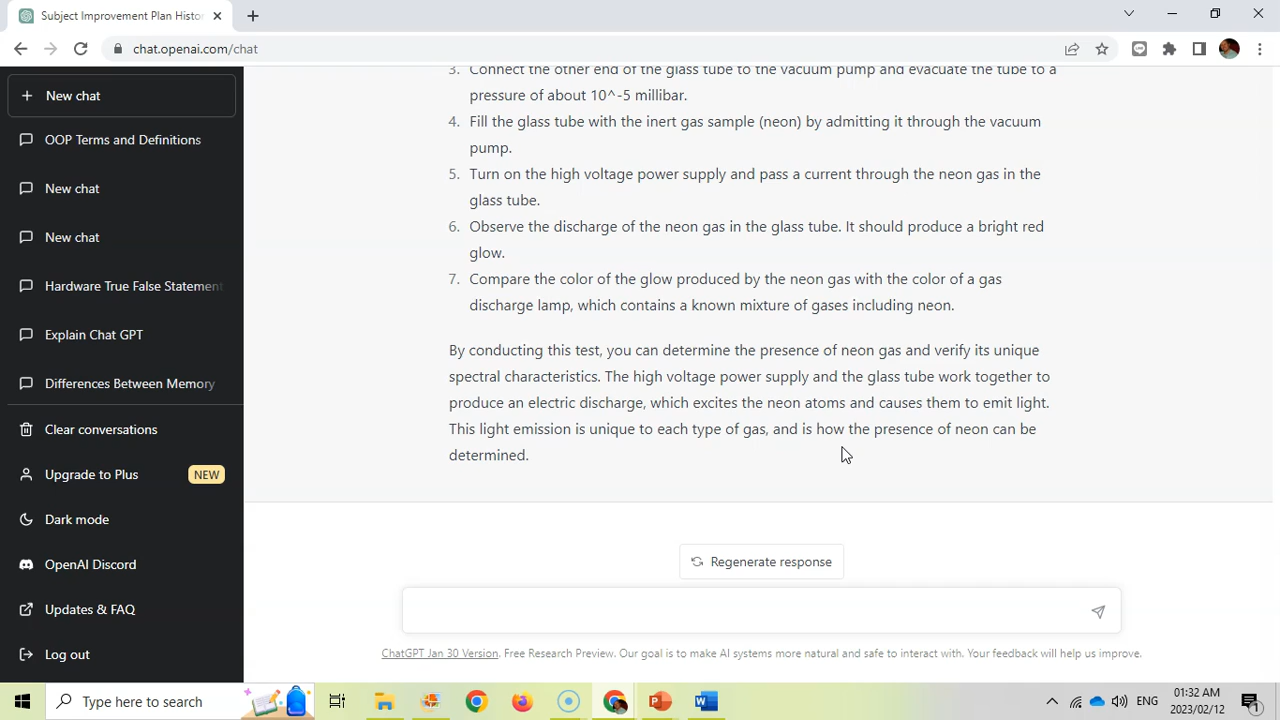 Subject Improvement Plan Histo
chat.openai.com/chat
New chat
OOP Terms and Definitions
New chat
New chat
Hardware True False Statement
Explain Chat GPT
Differences Between Memory
Clear conversations
Upgrade to Plus NEW
Dark mode
OpenAI Discord
Updates & FAQ
Log out
3. Connect the other end of the glass tube to the vacuum pump and evacuate the tube to a
pressure of about 10^-5 millibar.
4. Fill the glass tube with the inert gas sample (neon) by admitting it through the vacuum
pump.
5. Turn on the high voltage power supply and pass a current through the neon gas in the
glass tube.
6. Observe the discharge of the neon gas in the glass tube. It should produce a bright red
glow.
7. Compare the color of the glow produced by the neon gas with the color of a gas
discharge lamp, which contains a known mixture of gases including neon.
By conducting this test, you can determine the presence of neon gas and verify its unique
spectral characteristics. The high voltage power supply and the glass tube work together to
produce an electric discharge, which excites the neon atoms and causes them to emit light.
This light emission is unique to each type of gas, and is how the presence of neon can be
determined.
Regenerate response
ChatGPT Jan 30 Version. Free Research Preview. Our goal is to make AI systems more natural and safe to interact with. Your feedback will help us improve.
Type here to search
ENG
01:32 AM
2023/02/12